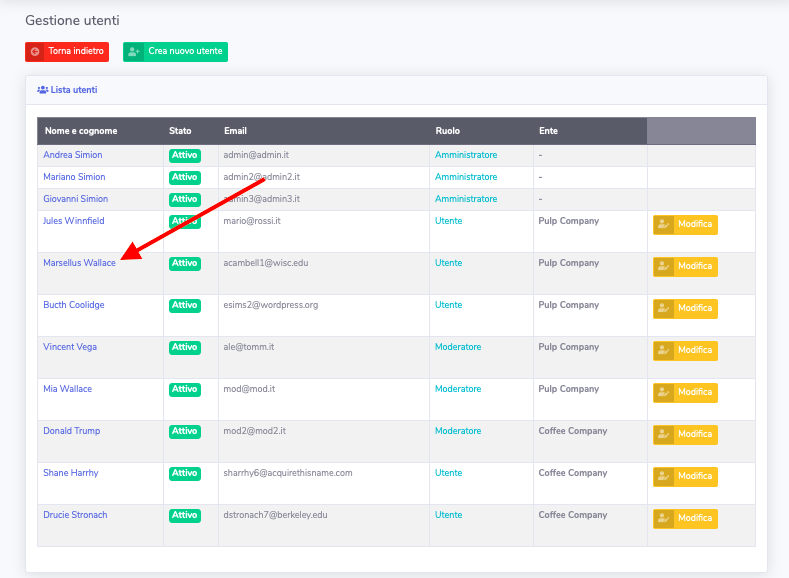 Gestione utenti
Torna indietro Crea nuovo utente
Lista utenti
Nome e cognome Stato Email Ruolo Ente
Andrea Simion Attivo admin@admin.it Amministratore -
Mariano Simion Attivo admin2@admin2.it Amministratore -
Giovanni Simion Attivo admin3@admin3.it Amministratore -
Jules Winnfield Attivo mario@rossi.it Utente Pulp Company Modifica
Marsellus Wallace Attivo acambell1@wisc.edu Utente Pulp Company Modifica
Bucth Coolidge Attivo esims2@wordpress.org Utente Pulp Company Modifica
Vincent Vega Attivo ale@tomm.it Moderatore Pulp Company Modifica
Mia Wallace Attivo mod@mod.it Moderatore Pulp Company Modifica
Donald Trump Attivo mod2@mod2.it Moderatore Coffee Company Modifica
Shane Harrhy Attivo sharrhy6@acquirethisname.com Utente Coffee Company Modifica
Drucie Stronach Attivo dstronach7@berkeley.edu Utente Coffee Company Modifica